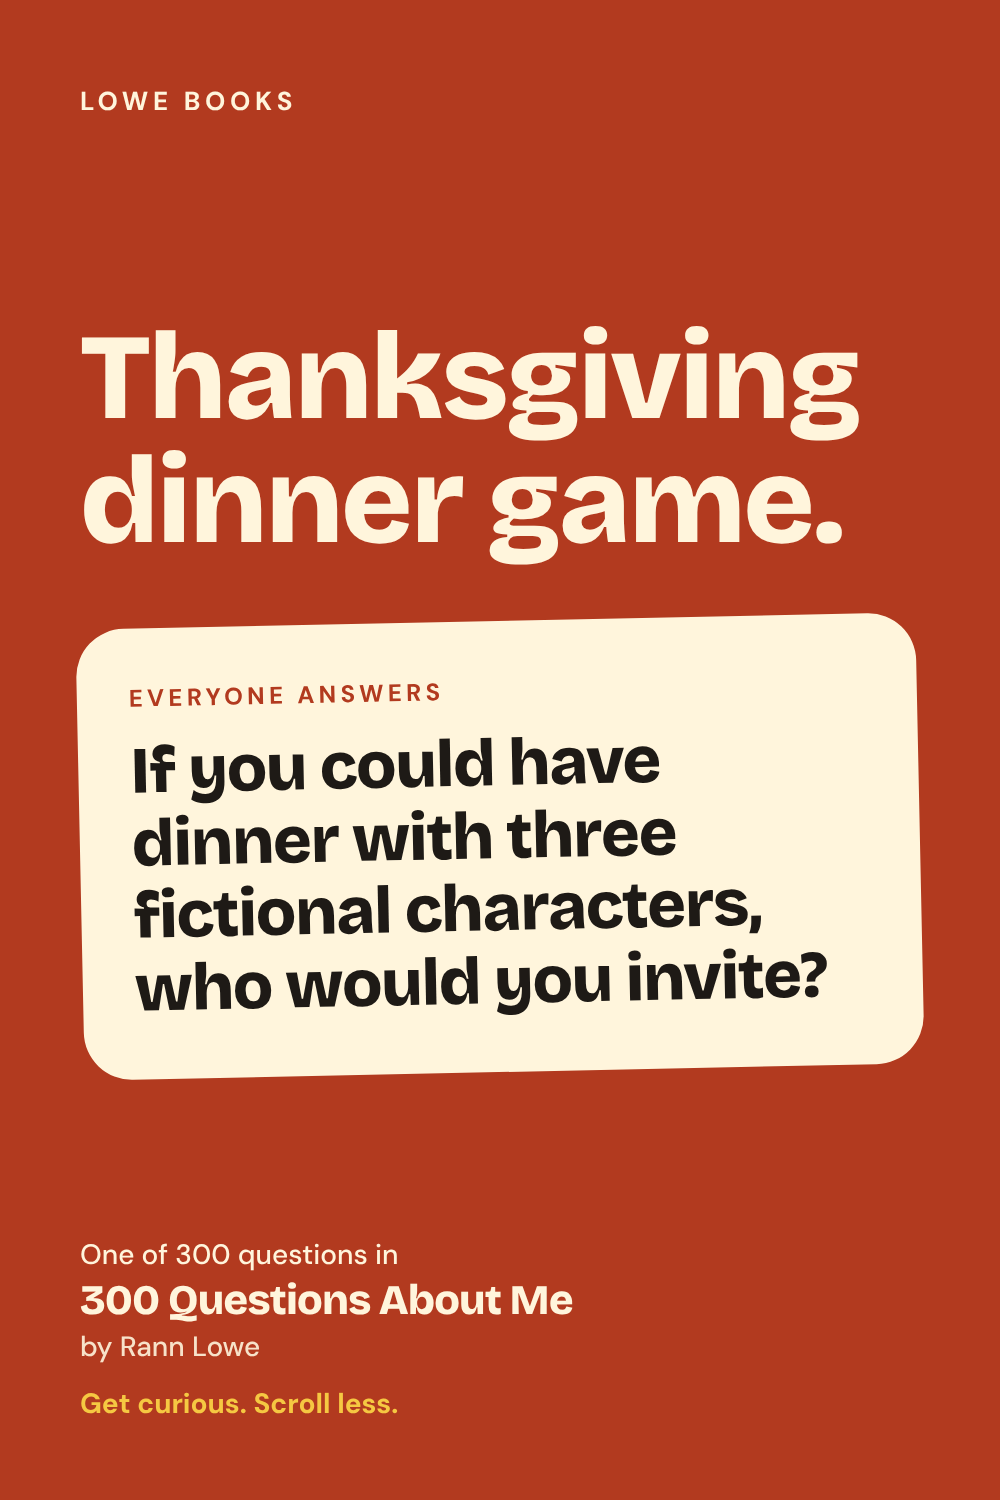 LOWE BOOKS
Thanksgiving
dinner game.
EVERYONE ANSWERS
If you could have
dinner with three
fictional characters,
who would you invite?
One of 300 questions in
300 Questions About Me
by Rann Lowe
Get curious. Scroll less.